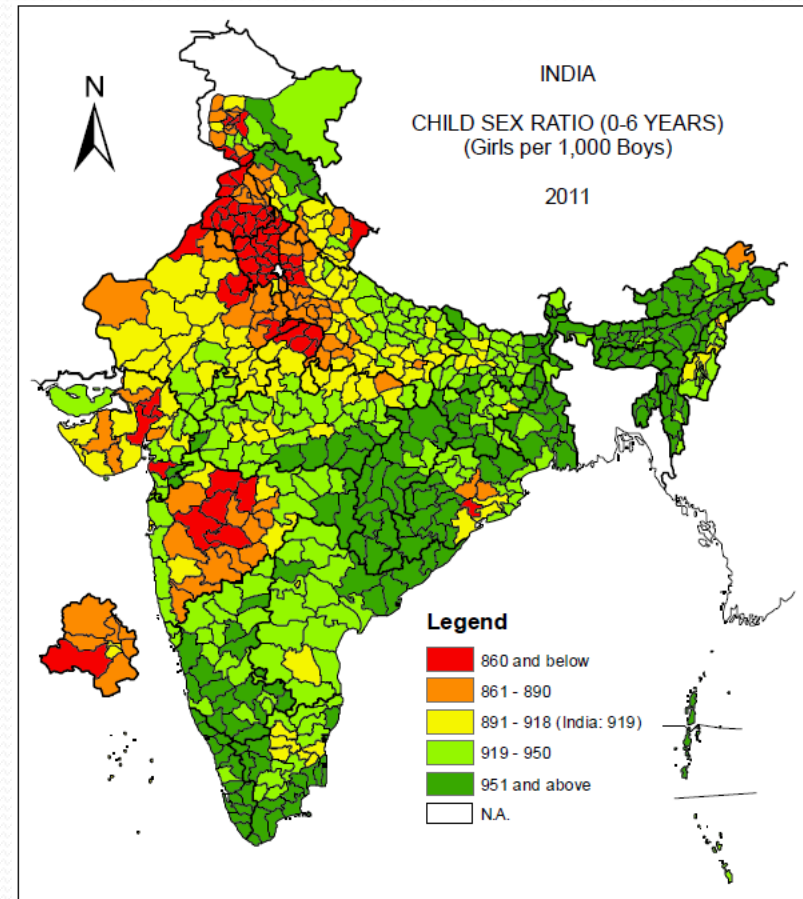 INDIA
N
CHILD SEX RATIO (0-6 YEARS)
(Girls per 1,000 Boys)
2011
Legend
860 and below
861 - 890
891 - 918 (India: 919)
919 - 950
951 and above
N.A.